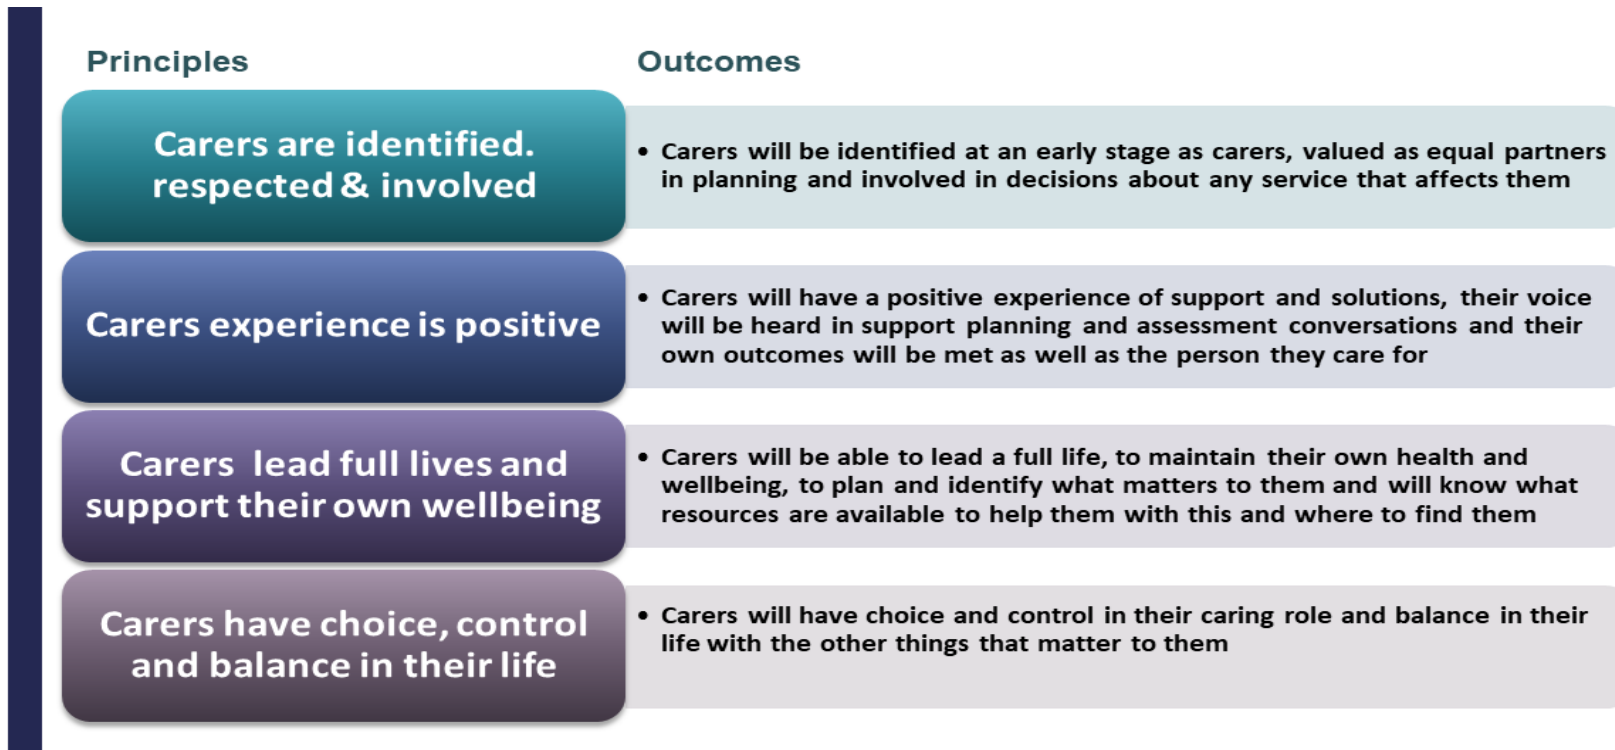 Principles
Outcomes
Carers are identified.
respected & involved
• Carers will be identified at an early stage as carers, valued as equal partners
in planning and involved in decisions about any service that affects them
Carers experience is positive
• Carers will have a positive experience of support and solutions, their voice
will be heard in support planning and assessment conversations and their
own outcomes will be met as well as the person they care for
Carers lead full lives and
support their own wellbeing
• Carers will be able to lead a full life, to maintain their own health and
wellbeing, to plan and identify what matters to them and will know what
resources are available to help them with this and where to find them
Carers have choice, control
and balance in their life
• Carers will have choice and control in their caring role and balance in their
life with the other things that matter to them